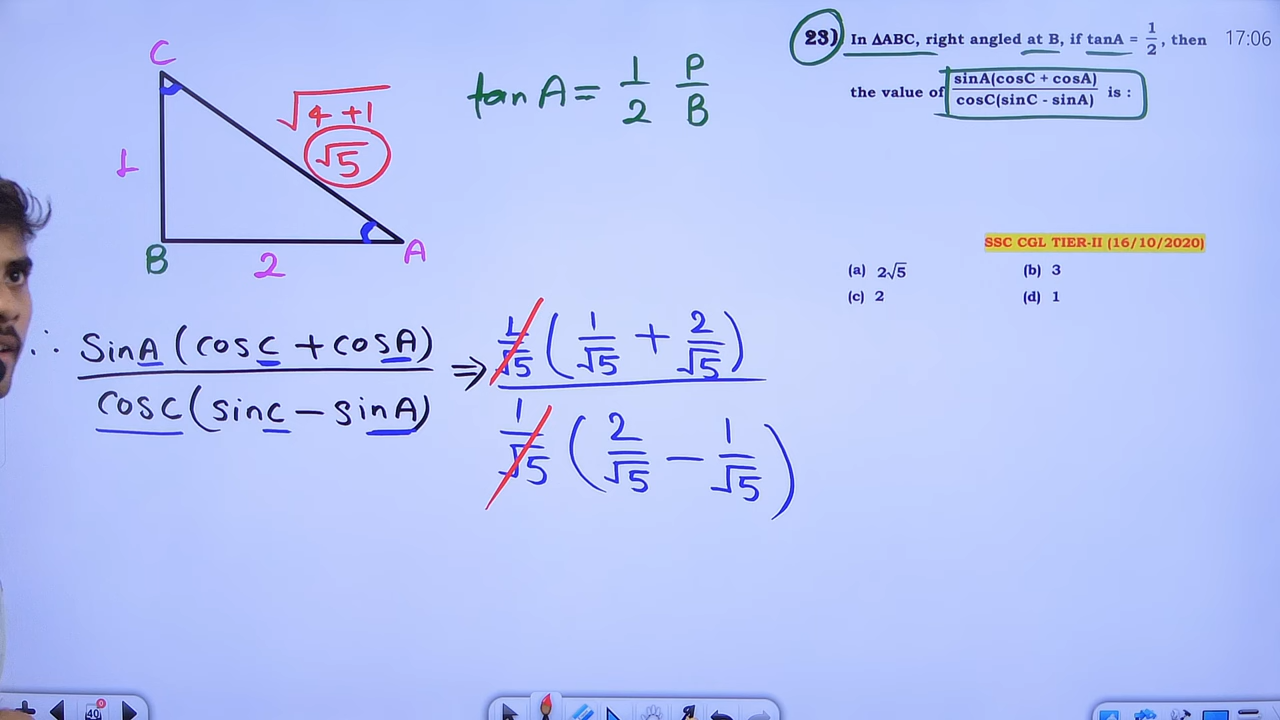 23) In ΔABC, right angled at B, if tanA = 1/2, then 17:06
the value of sinA(cosC + cosA)/cosC(sinC - sinA) is :
SSC CGL TIER-II (16/10/2020)
(a) 2√5 (b) 3
(c) 2 (d) 1
C
√4+1
√5
1
B
2
A
tan A = 1/2 P/B
∴ SinA (cosC + cosA)
cosC (sinc – sinA)
⇒ 1/√5 (1/√5 + 2/√5)
1/√5 (2/√5 – 1/√5)
40